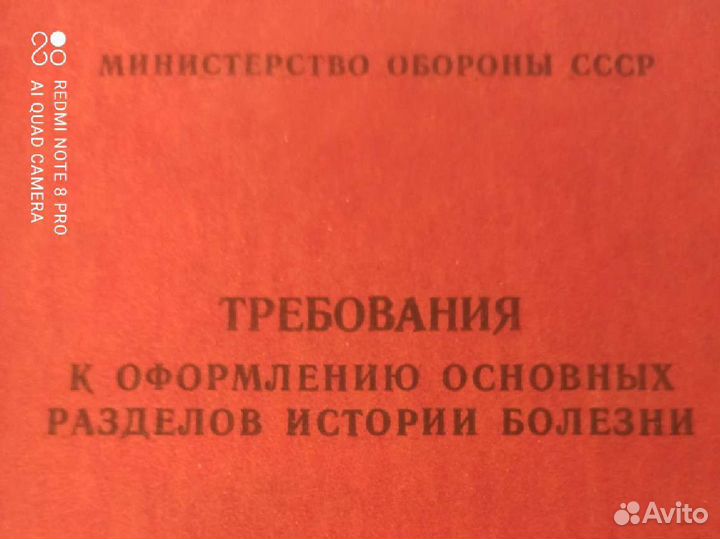 МИНИСТЕРСТВО ОБОРОНЫ СССР
ТРЕБОВАНИЯ
К ОФОРМЛЕНИЮ ОСНОВНЫХ
РАЗДЕЛОВ ИСТОРИИ БОЛЕЗНИ
REDMI NOTE 8 PRO
AI QUAD CAMERA
Avito